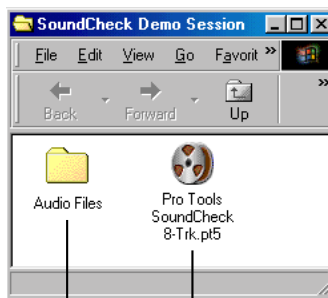 SoundCheck Demo Session
File Edit View Go Favorit »
Back Forward Up »
Audio Files
Pro Tools
SoundCheck
8-Trk.pt5